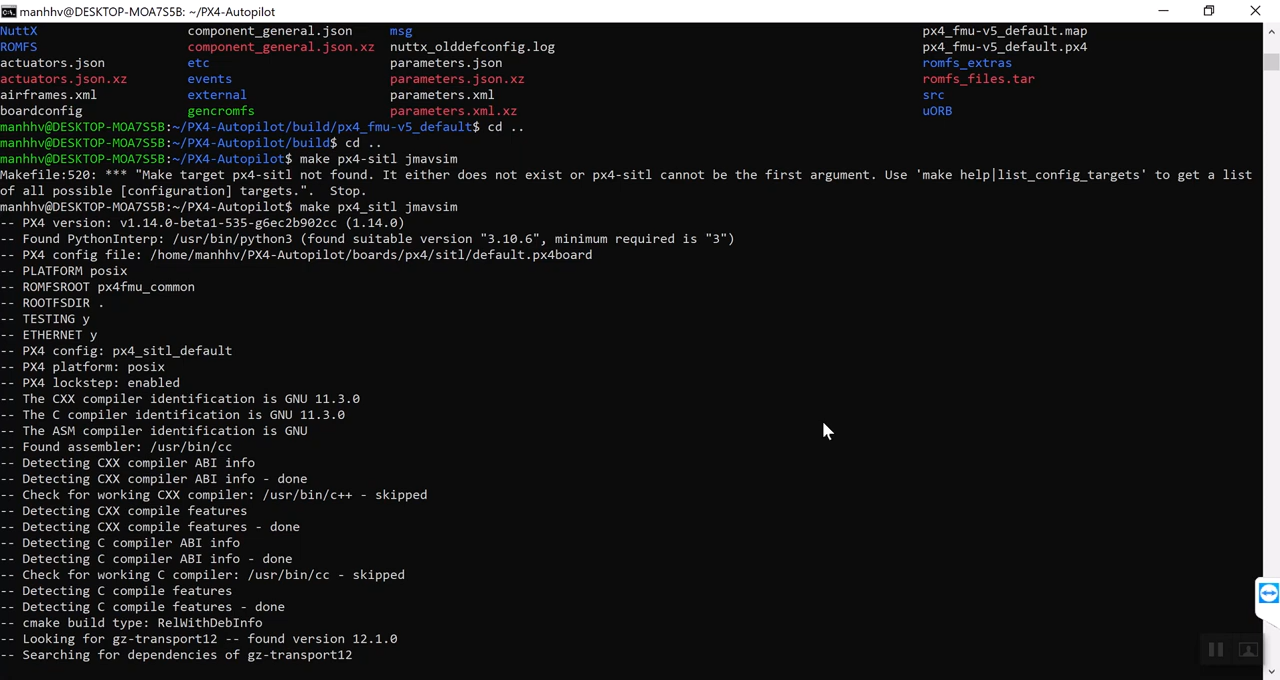 manhhv@DESKTOP-MOA7S5B: ~/PX4-Autopilot
NuttX component_general.json msg px4_fmu-v5_default.map
ROMFS component_general.json.xz nuttx_olddefconfig.log px4_fmu-v5_default.px4
actuators.json etc parameters.json romfs_extras
actuators.json.xz events parameters.json.xz romfs_files.tar
airframes.xml external parameters.xml src
boardconfig gencromfs parameters.xml.xz uORB
manhhv@DESKTOP-MOA7S5B:~/PX4-Autopilot/build/px4_fmu-v5_default$ cd ..
manhhv@DESKTOP-MOA7S5B:~/PX4-Autopilot/build$ cd ..
manhhv@DESKTOP-MOA7S5B:~/PX4-Autopilot$ make px4-sitl jmavsim
Makefile:520: *** "Make target px4-sitl not found. It either does not exist or px4-sitl cannot be the first argument. Use 'make help|list_config_targets' to get a list
of all possible [configuration] targets.".  Stop.
manhhv@DESKTOP-MOA7S5B:~/PX4-Autopilot$ make px4_sitl jmavsim
-- PX4 version: v1.14.0-beta1-535-g6ec2b902cc (1.14.0)
-- Found PythonInterp: /usr/bin/python3 (found suitable version "3.10.6", minimum required is "3")
-- PX4 config file: /home/manhhv/PX4-Autopilot/boards/px4/sitl/default.px4board
-- PLATFORM posix
-- ROMFSROOT px4fmu_common
-- ROOTFSDIR .
-- TESTING y
-- ETHERNET y
-- PX4 config: px4_sitl_default
-- PX4 platform: posix
-- PX4 lockstep: enabled
-- The CXX compiler identification is GNU 11.3.0
-- The C compiler identification is GNU 11.3.0
-- The ASM compiler identification is GNU
-- Found assembler: /usr/bin/cc
-- Detecting CXX compiler ABI info
-- Detecting CXX compiler ABI info - done
-- Check for working CXX compiler: /usr/bin/c++ - skipped
-- Detecting CXX compile features
-- Detecting CXX compile features - done
-- Detecting C compiler ABI info
-- Detecting C compiler ABI info - done
-- Check for working C compiler: /usr/bin/cc - skipped
-- Detecting C compile features
-- Detecting C compile features - done
-- cmake build type: RelWithDebInfo
-- Looking for gz-transport12 -- found version 12.1.0
-- Searching for dependencies of gz-transport12